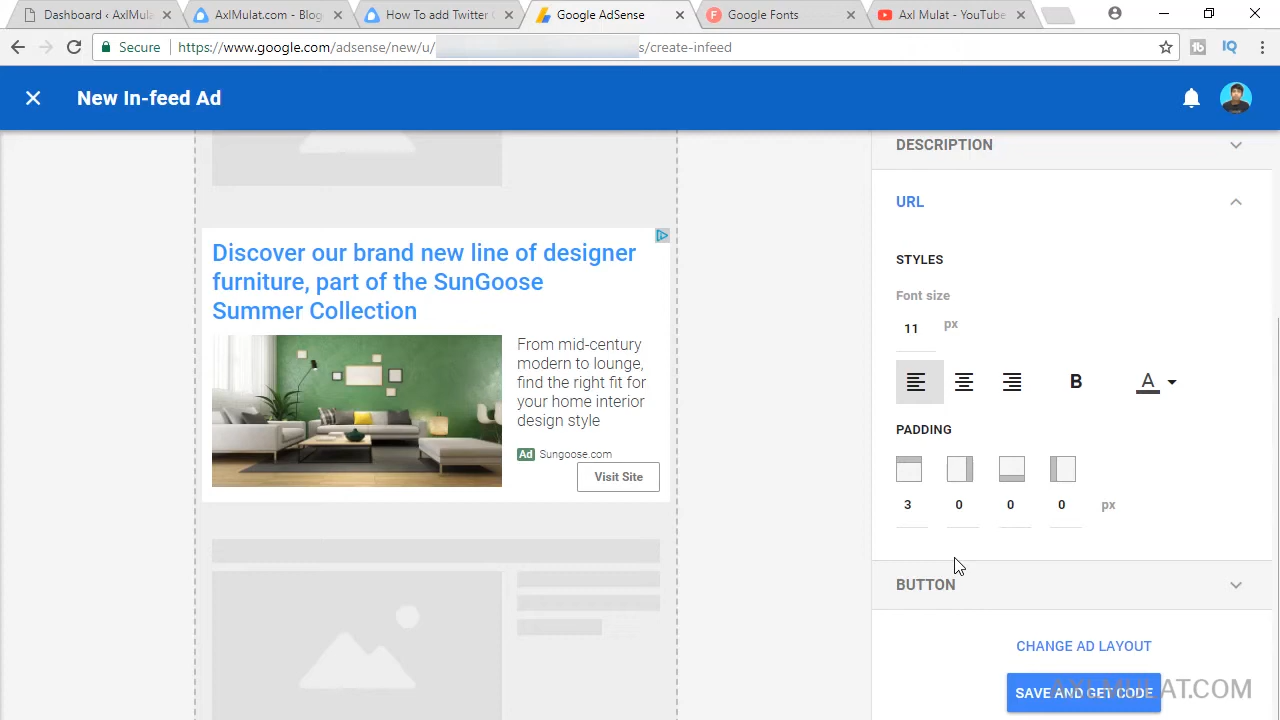 Dashboard ‹ AxlMula
AxlMulat.com - Blog
How To add Twitter C
Google AdSense
Google Fonts
Axl Mulat - YouTube
Secure
https://www.google.com/adsense/new/u/
s/create-infeed
New In-feed Ad
DESCRIPTION
URL
STYLES
Font size
11 px
B A
PADDING
3 0 0 0 px
BUTTON
CHANGE AD LAYOUT
SAVE AND GET CODE
AXLMULAT.COM
Discover our brand new line of designer
furniture, part of the SunGoose
Summer Collection
From mid-century
modern to lounge,
find the right fit for
your home interior
design style
Ad Sungoose.com
Visit Site